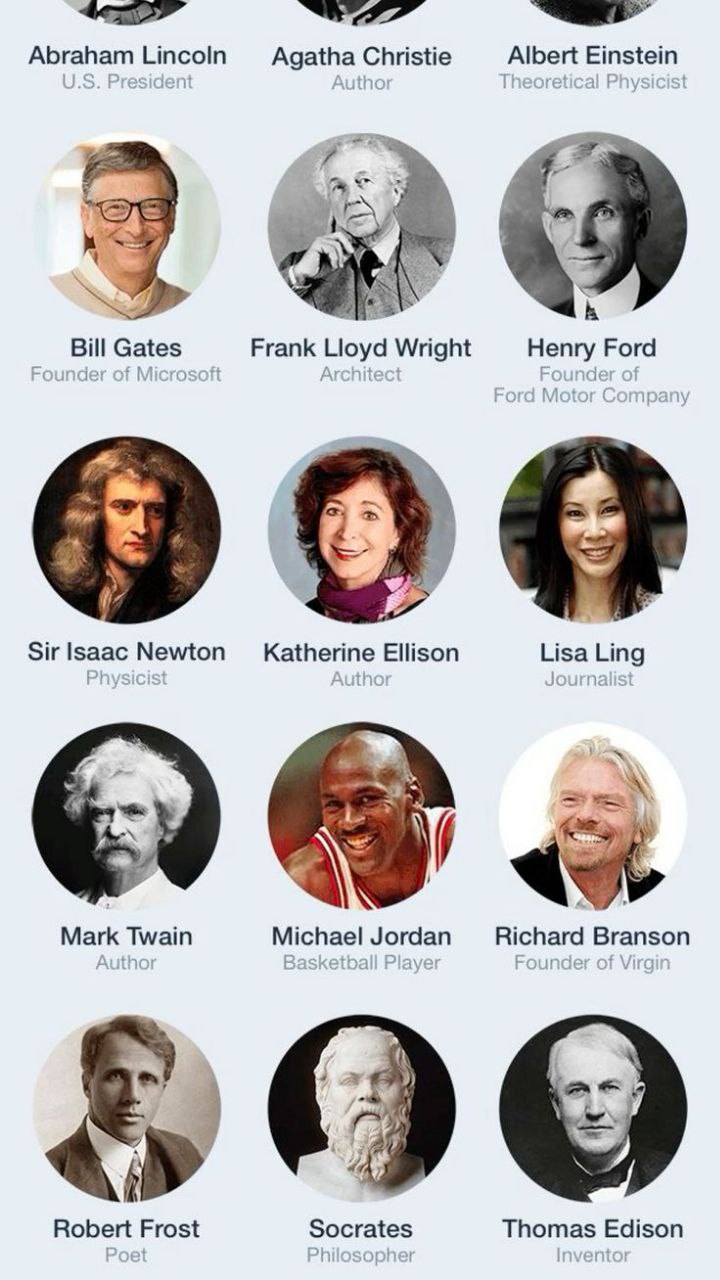 Abraham Lincoln
U.S. President
Agatha Christie
Author
Albert Einstein
Theoretical Physicist
Bill Gates
Founder of Microsoft
Frank Lloyd Wright
Architect
Henry Ford
Founder of
Ford Motor Company
Sir Isaac Newton
Physicist
Katherine Ellison
Author
Lisa Ling
Journalist
Mark Twain
Author
Michael Jordan
Basketball Player
Richard Branson
Founder of Virgin
Robert Frost
Poet
Socrates
Philosopher
Thomas Edison
Inventor